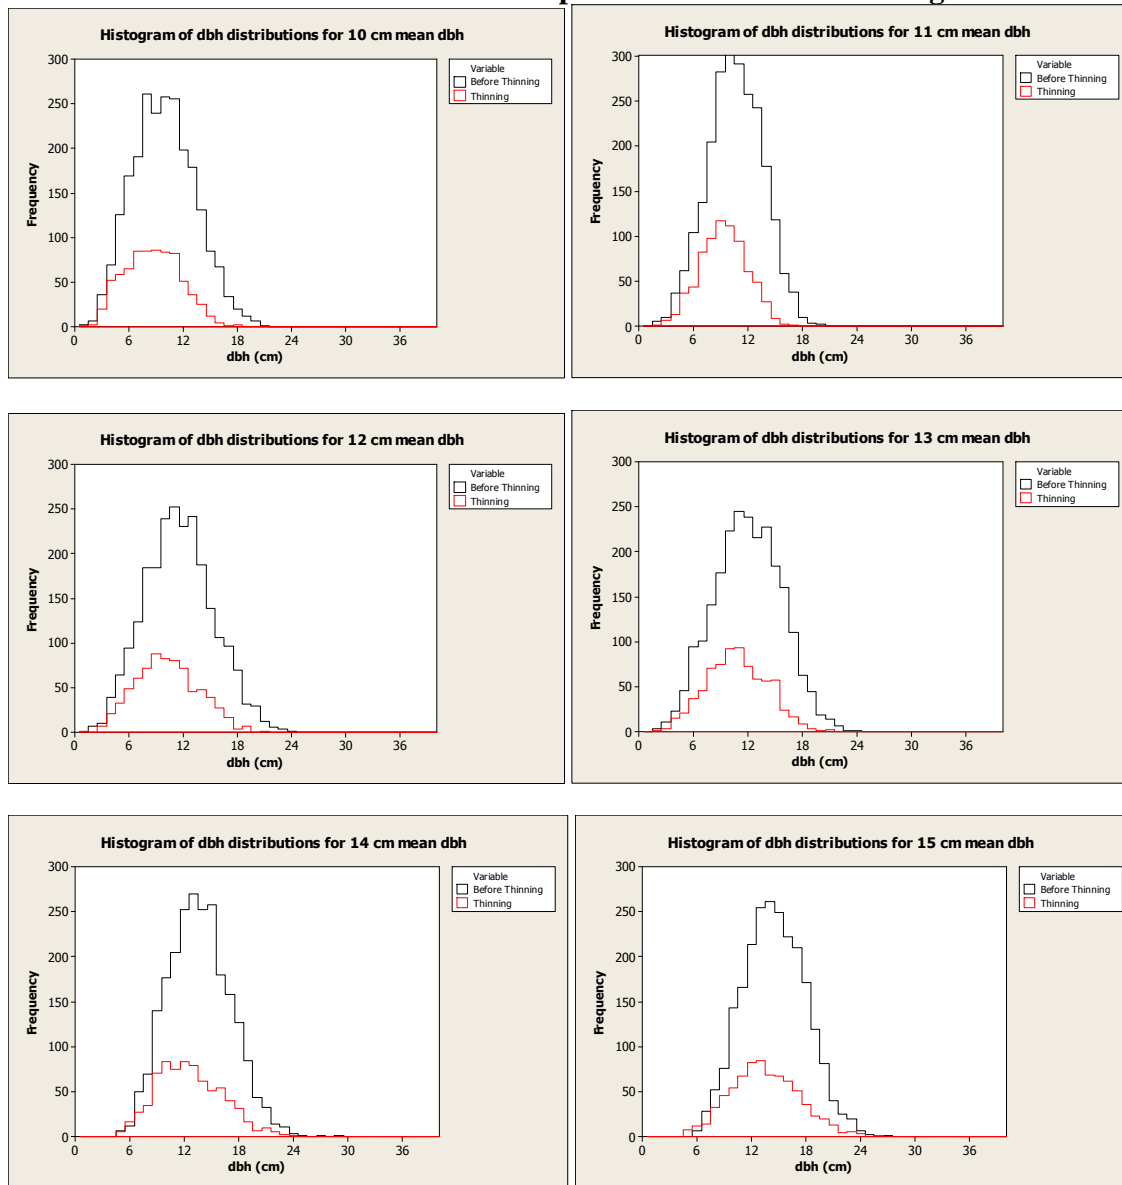 Histogram of dbh distributions for 10 cm mean dbh
Variable
Before Thinning
Thinning
300
250
200
150
100
50
0
Frequency
0 6 12 18 24 30 36
dbh (cm)
Histogram of dbh distributions for 11 cm mean dbh
Variable
Before Thinning
Thinning
300
250
200
150
100
50
0
Frequency
0 6 12 18 24 30 36
dbh (cm)
Histogram of dbh distributions for 12 cm mean dbh
Variable
Before Thinning
Thinning
300
250
200
150
100
50
0
Frequency
0 6 12 18 24 30 36
dbh (cm)
Histogram of dbh distributions for 13 cm mean dbh
Variable
Before Thinning
Thinning
300
250
200
150
100
50
0
Frequency
0 6 12 18 24 30 36
dbh (cm)
Histogram of dbh distributions for 14 cm mean dbh
Variable
Before Thinning
Thinning
300
250
200
150
100
50
0
Frequency
0 6 12 18 24 30 36
dbh (cm)
Histogram of dbh distributions for 15 cm mean dbh
Variable
Before Thinning
Thinning
300
250
200
150
100
50
0
Frequency
0 6 12 18 24 30 36
dbh (cm)